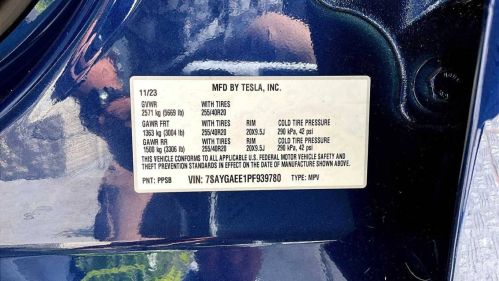 MFD BY TESLA, INC.
11/23
GVWR WITH TIRES
2571 kg (5669 lb) 255/40R20
GAWR FRT WITH TIRES RIM COLD TIRE PRESSURE
1363 kg (3004 lb) 255/40R20 20X9.5J 290 kPa, 42 psi
GAWR RR WITH TIRES RIM COLD TIRE PRESSURE
1500 kg (3306 lb) 255/40R20 20X9.5J 290 kPa, 42 psi
THIS VEHICLE CONFORMS TO ALL APPLICABLE U.S. FEDERAL MOTOR VEHICLE SAFETY AND
THEFT PREVENTION STANDARDS IN EFFECT ON THE DATE OF MANUFACTURE SHOWN ABOVE.
PNT: PPSB VIN: 7SAYGAEE1PF939780 TYPE: MPV